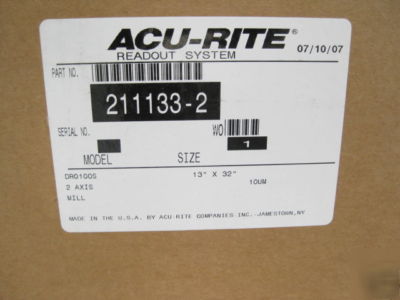 ACU-RITE® 07/10/07
READOUT SYSTEM
PART NO.
211133-2
SERIAL NO. WO
1
MODEL SIZE
DRO100S 13" X 32"
2 AXIS 10UM
MILL
MADE IN THE U.S.A. BY ACU-RITE COMPANIES INC.-JAMESTOWN,NY